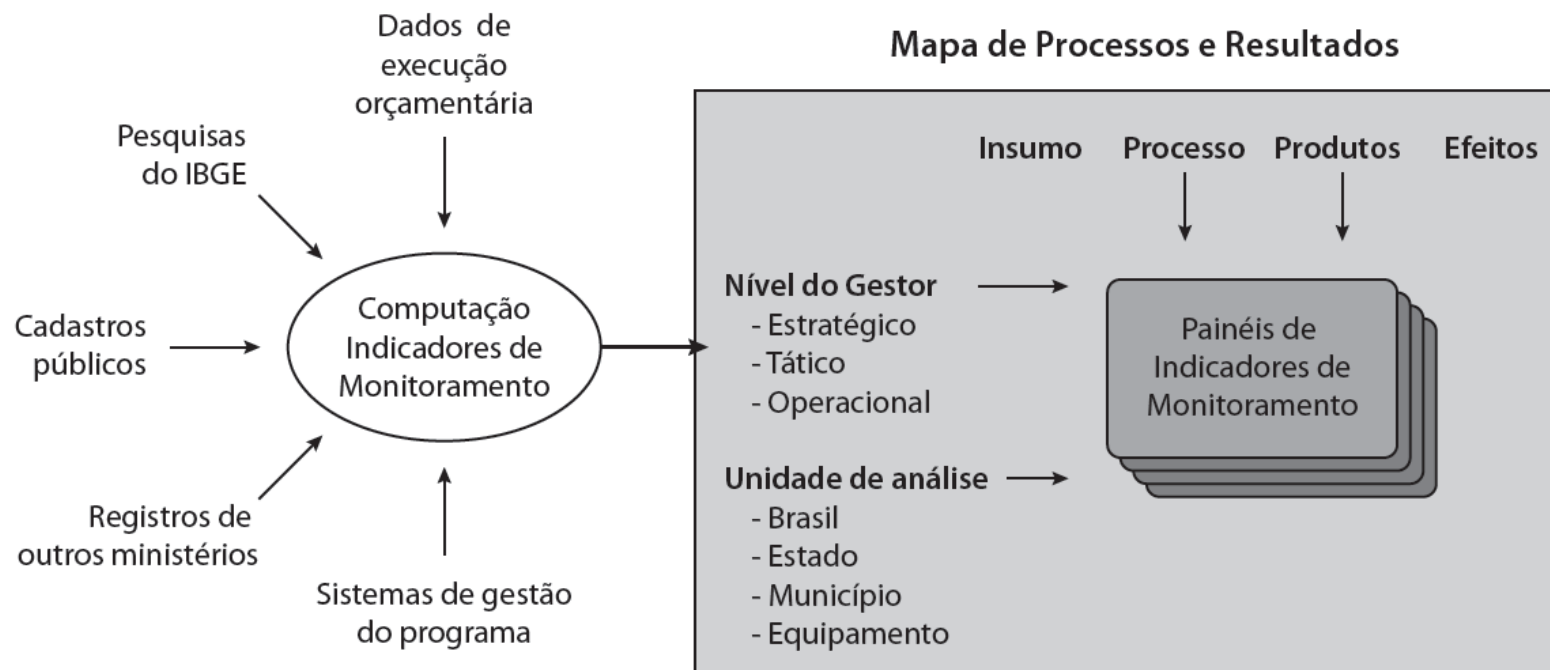 Dados de
execução
orçamentária
Pesquisas
do IBGE
Cadastros
públicos
Registros de
outros ministérios
Sistemas de gestão
do programa
Computação
Indicadores de
Monitoramento
Mapa de Processos e Resultados
Insumo Processo Produtos Efeitos
Nível do Gestor
- Estratégico
- Tático
- Operacional
Unidade de análise
- Brasil
- Estado
- Município
- Equipamento
Painéis de
Indicadores de
Monitoramento